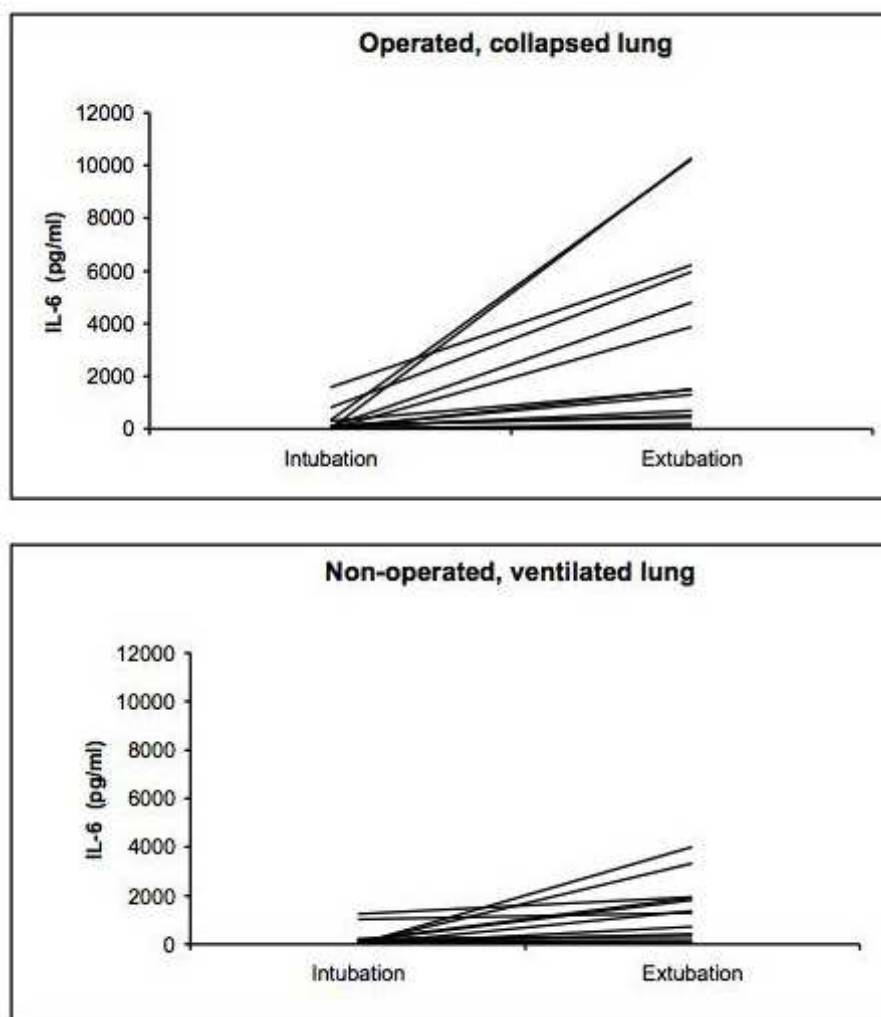 Operated, collapsed lung
12000
10000
8000
6000
4000
2000
0
IL-6 (pg/ml)
Intubation Extubation
Non-operated, ventilated lung
12000
10000
8000
6000
4000
2000
0
IL-6 (pg/ml)
Intubation Extubation